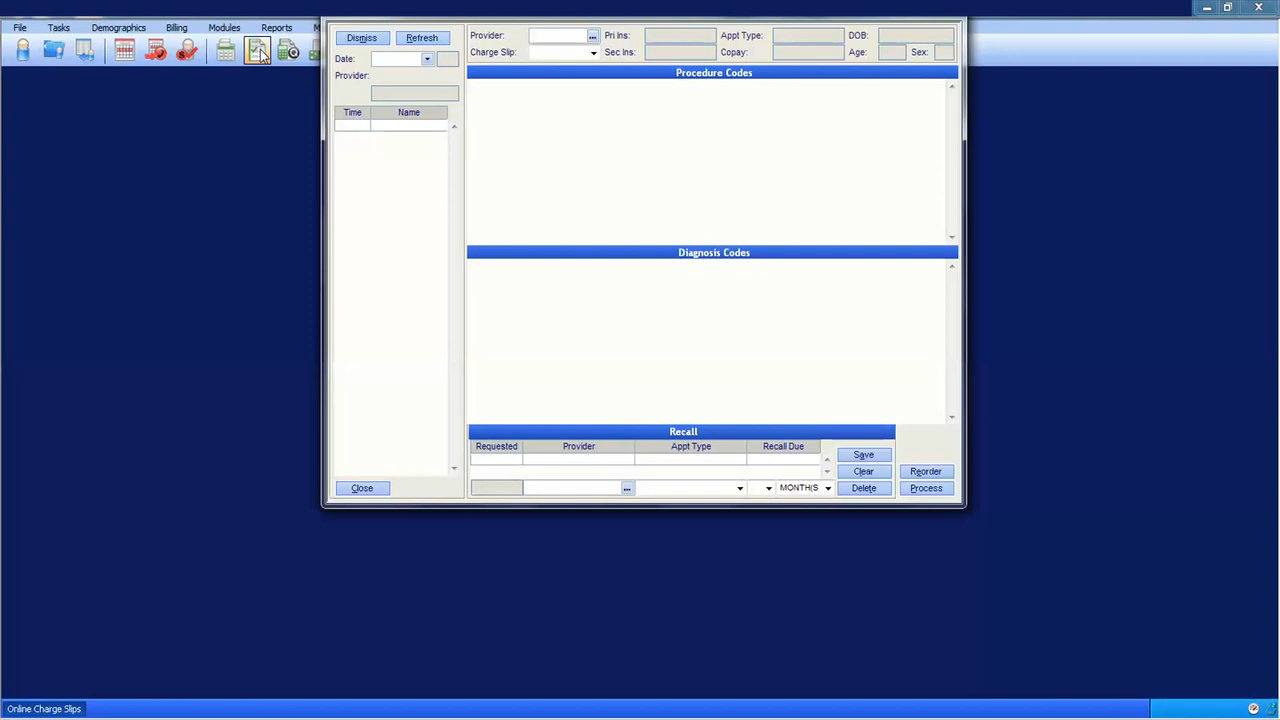 File Tasks Demographics Billing Modules Reports
Dismiss Refresh
Date:
Provider:
Time Name
Close
Provider: ... Pri Ins: Appt Type: DOB:
Charge Slip: Sec Ins: Copay: Age: Sex:
Procedure Codes
Diagnosis Codes
Recall
Requested Provider Appt Type Recall Due
Save
Clear Reorder
... MONTH(S Delete Process
Online Charge Slips